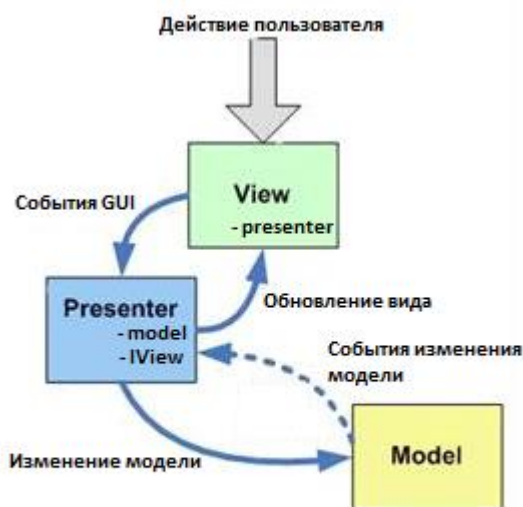 Действие пользователя
View
- presenter
События GUI
Presenter
- model
- IView
Обновление вида
События изменения
модели
Изменение модели
Model